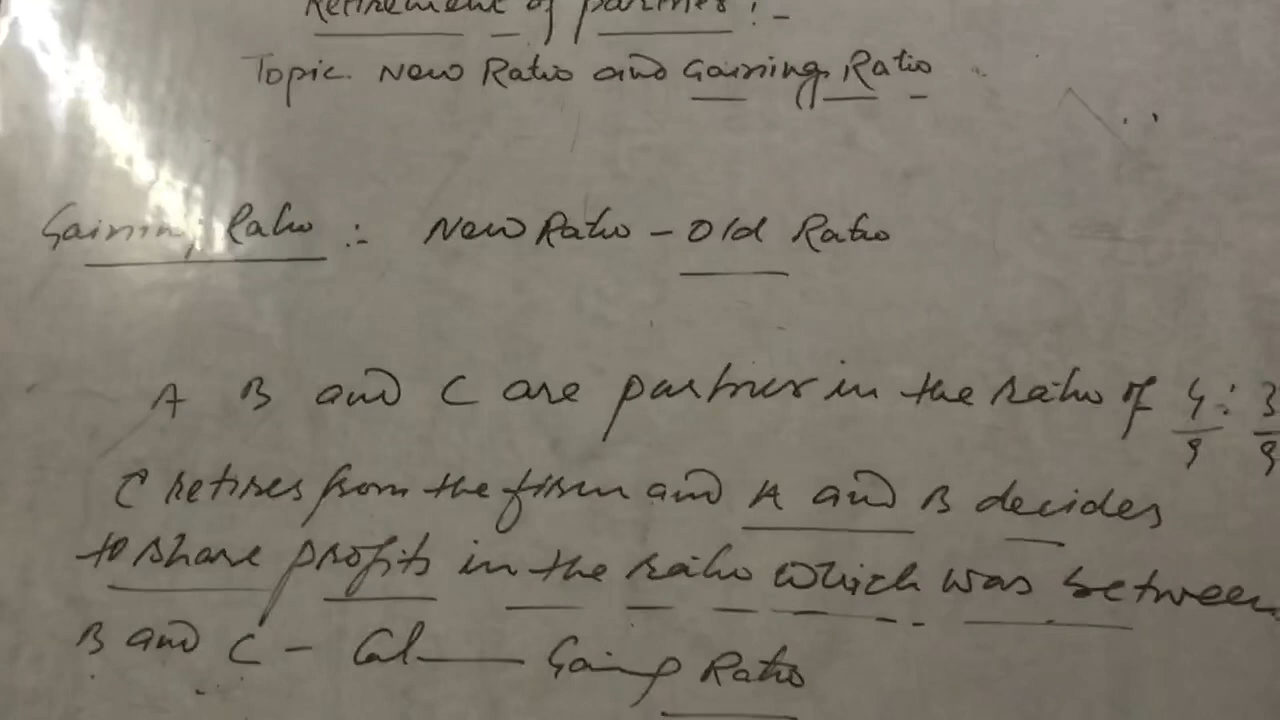 Retirement of partner :-
Topic. New Ratio and Gaining Ratio
Gaining Ratio :- New Ratio - Old Ratio
A B and C are partner in the ratio of 4/9 : 3/9
C retires from the firm and A and B decides
to share profits in the ratio which was between
B and C - Cal Gaing Ratio